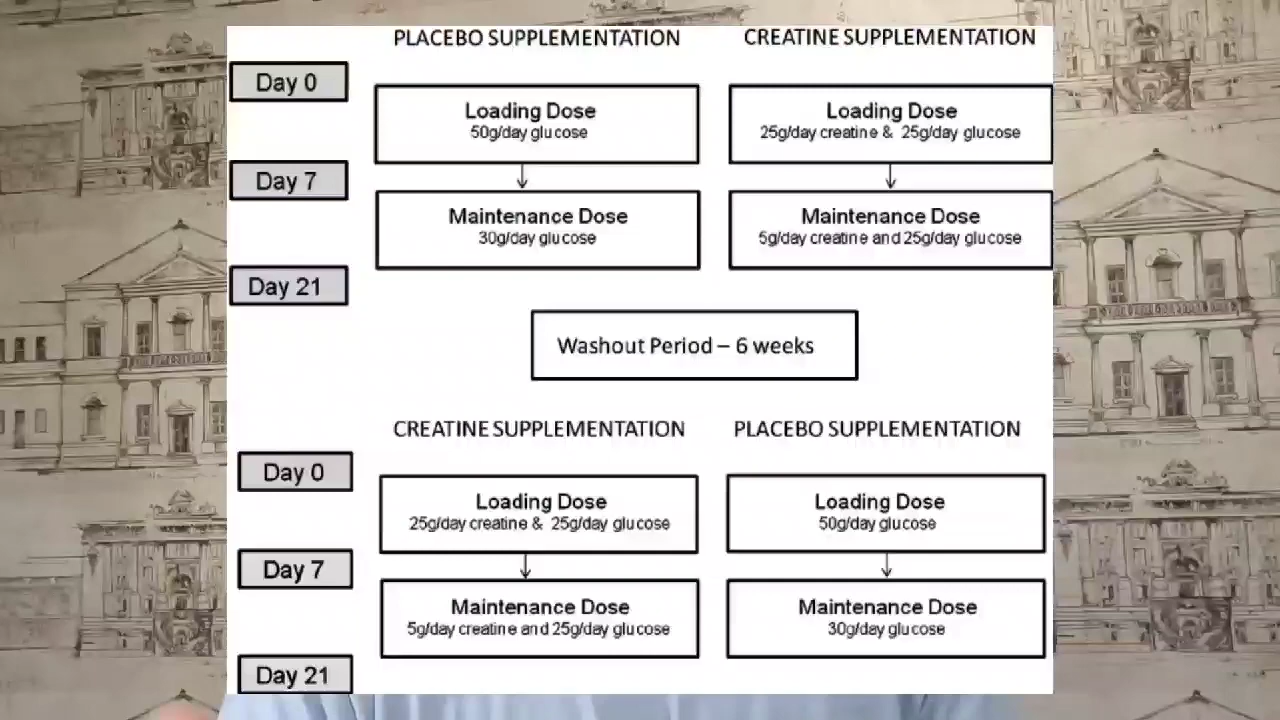 PLACEBO SUPPLEMENTATION
CREATINE SUPPLEMENTATION
Day 0
Loading Dose
50g/day glucose
Loading Dose
25g/day creatine & 25g/day glucose
Day 7
Maintenance Dose
30g/day glucose
Maintenance Dose
5g/day creatine and 25g/day glucose
Day 21
Washout Period – 6 weeks
CREATINE SUPPLEMENTATION
PLACEBO SUPPLEMENTATION
Day 0
Loading Dose
25g/day creatine & 25g/day glucose
Loading Dose
50g/day glucose
Day 7
Maintenance Dose
5g/day creatine and 25g/day glucose
Maintenance Dose
30g/day glucose
Day 21